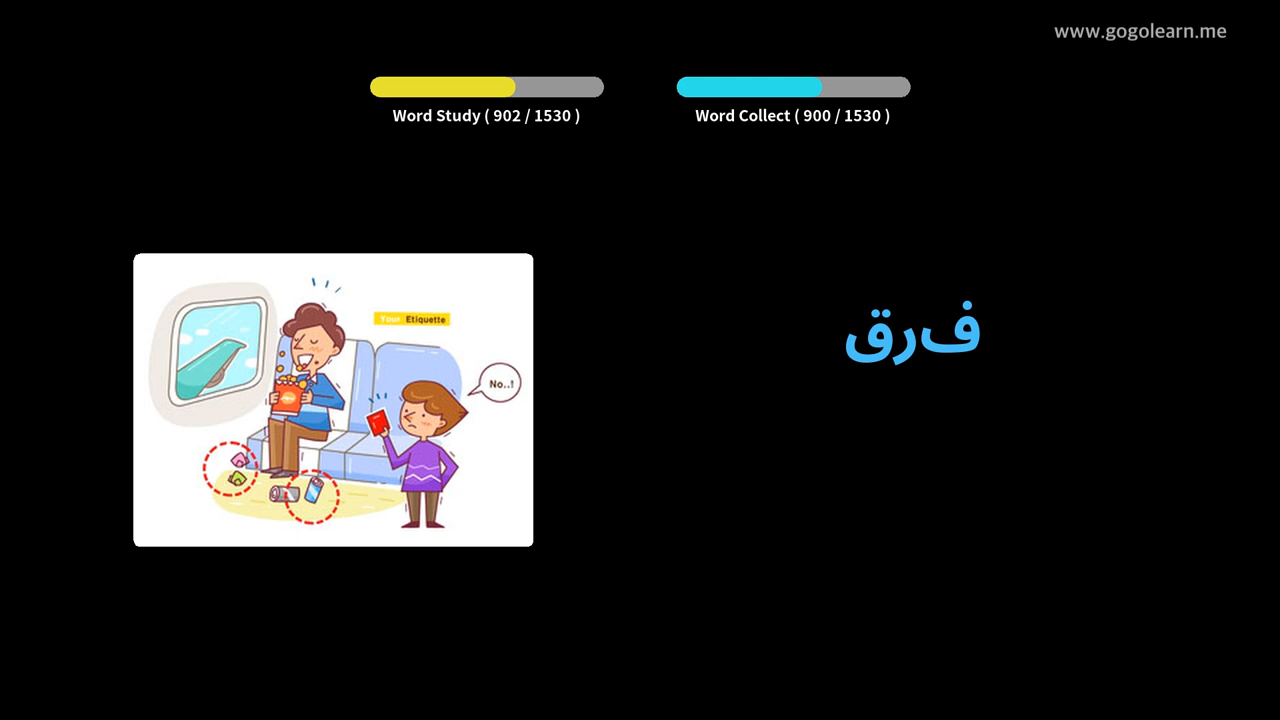 www.gogolearn.me
Word Study ( 902 / 1530 )
Word Collect ( 900 / 1530 )
Your Etiquette
No..!
فرق